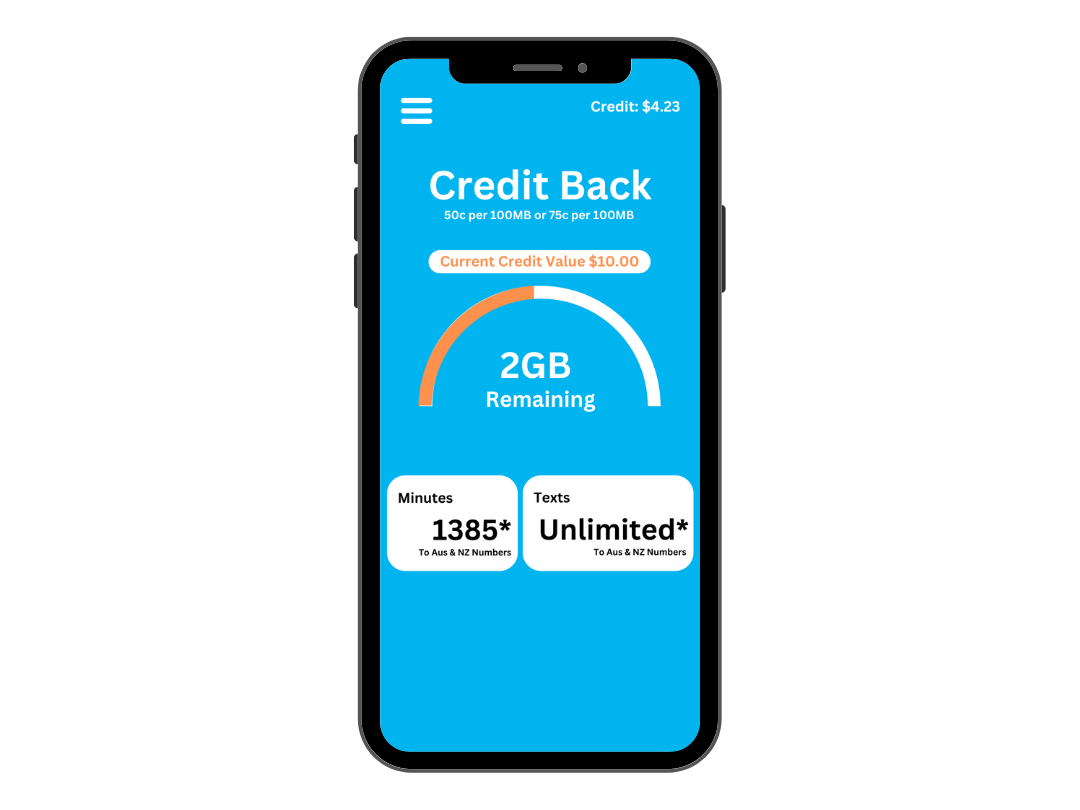 Credit: $4.23
Credit Back
50c per 100MB or 75c per 100MB
Current Credit Value $10.00
2GB
Remaining
Minutes
1385*
To Aus & NZ Numbers
Texts
Unlimited*
To Aus & NZ Numbers